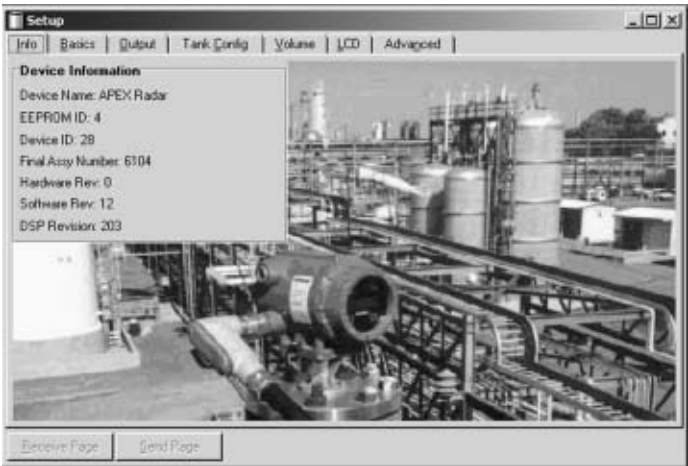 Setup
Info Basics Output Tank Config Volume LCD Advanced
Device Information
Device Name: APEX Radar
EEPROM ID: 4
Device ID: 28
Final Assy Number: 6104
Hardware Rev: 0
Software Rev: 12
DSP Revision: 203
Receive Page Send Page